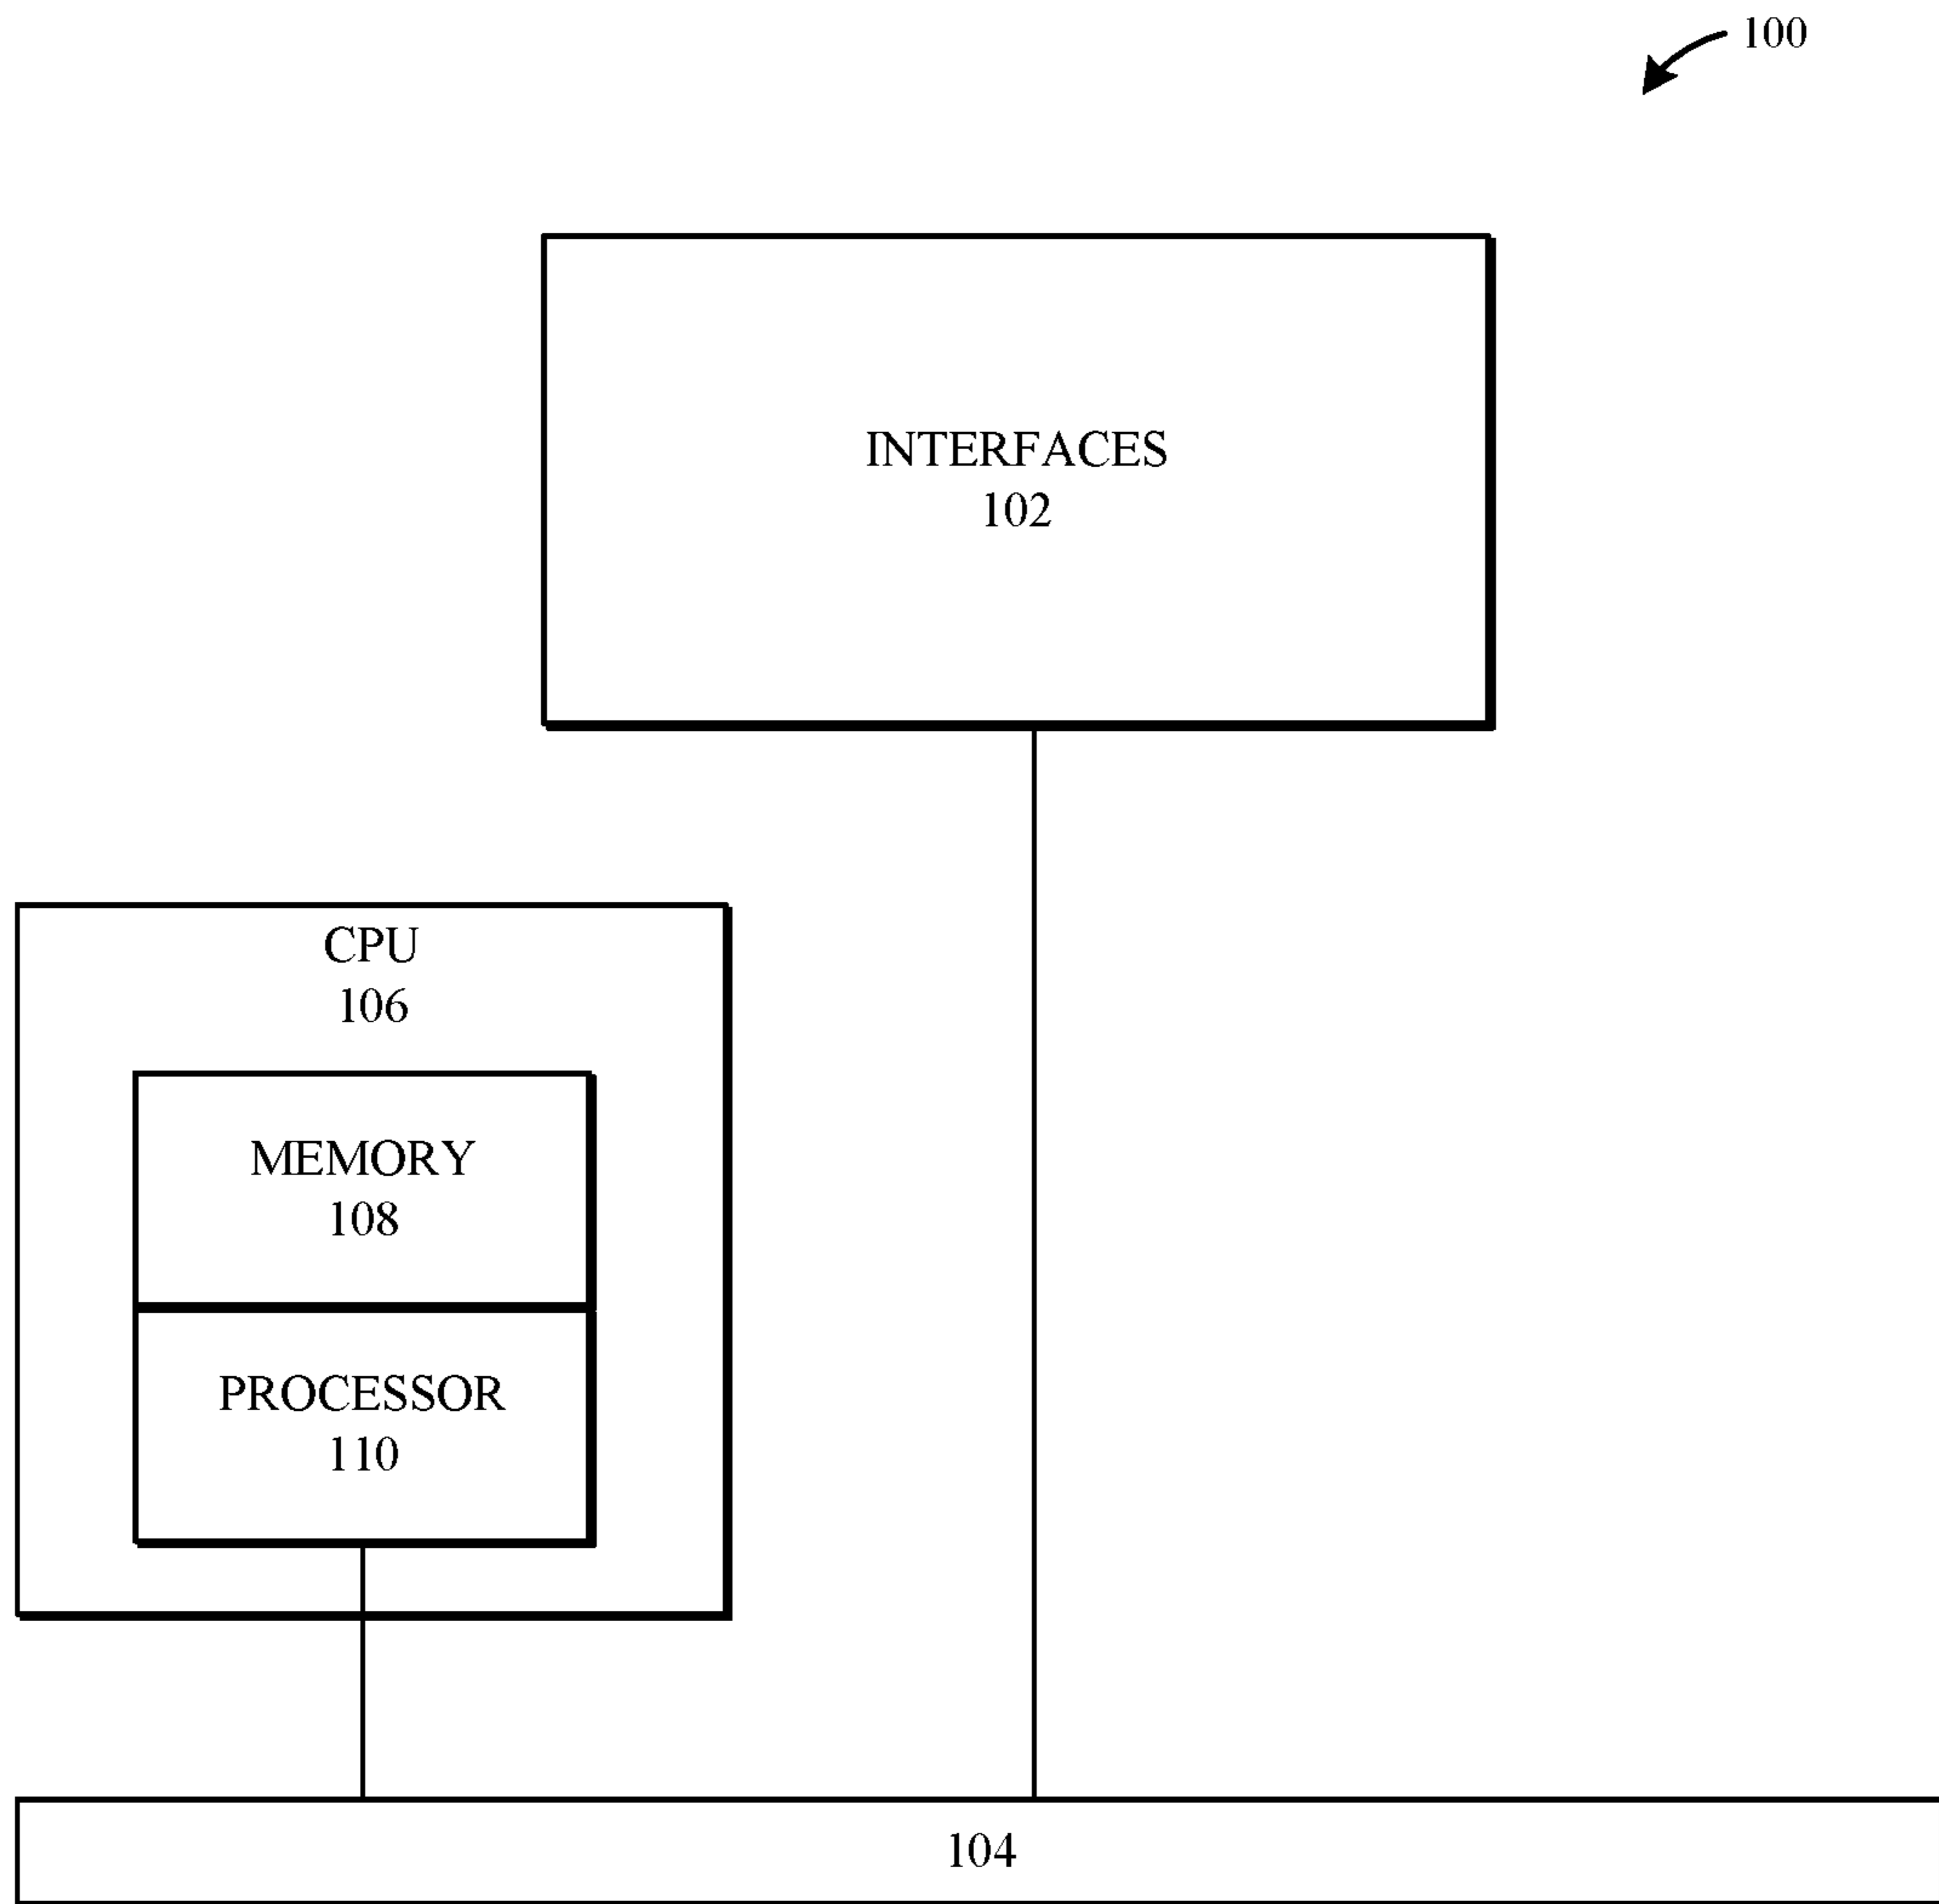 100
INTERFACES
102
CPU
106
MEMORY
108
PROCESSOR
110
104